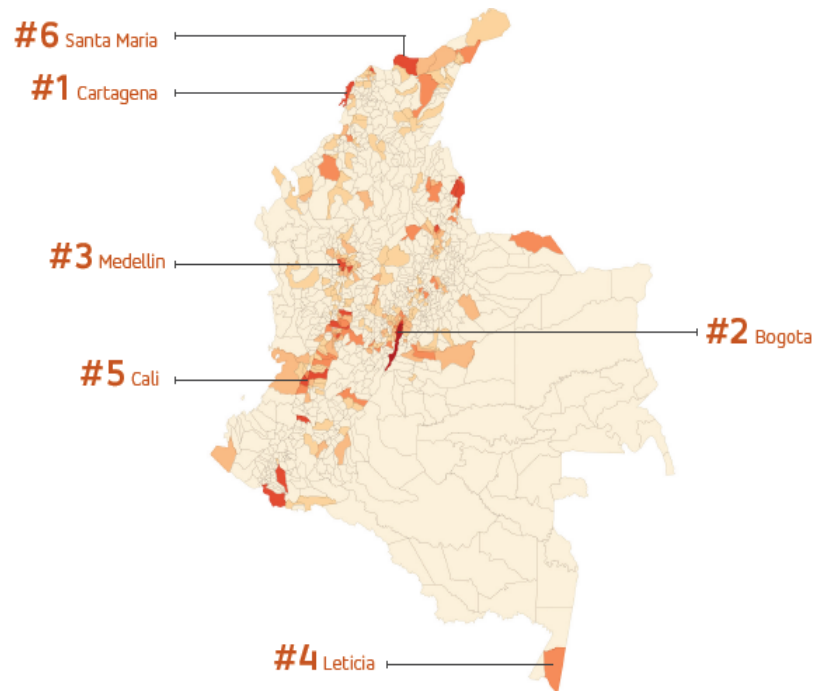 #6 Santa Maria
#1 Cartagena
#3 Medellin
#2 Bogota
#5 Cali
#4 Leticia